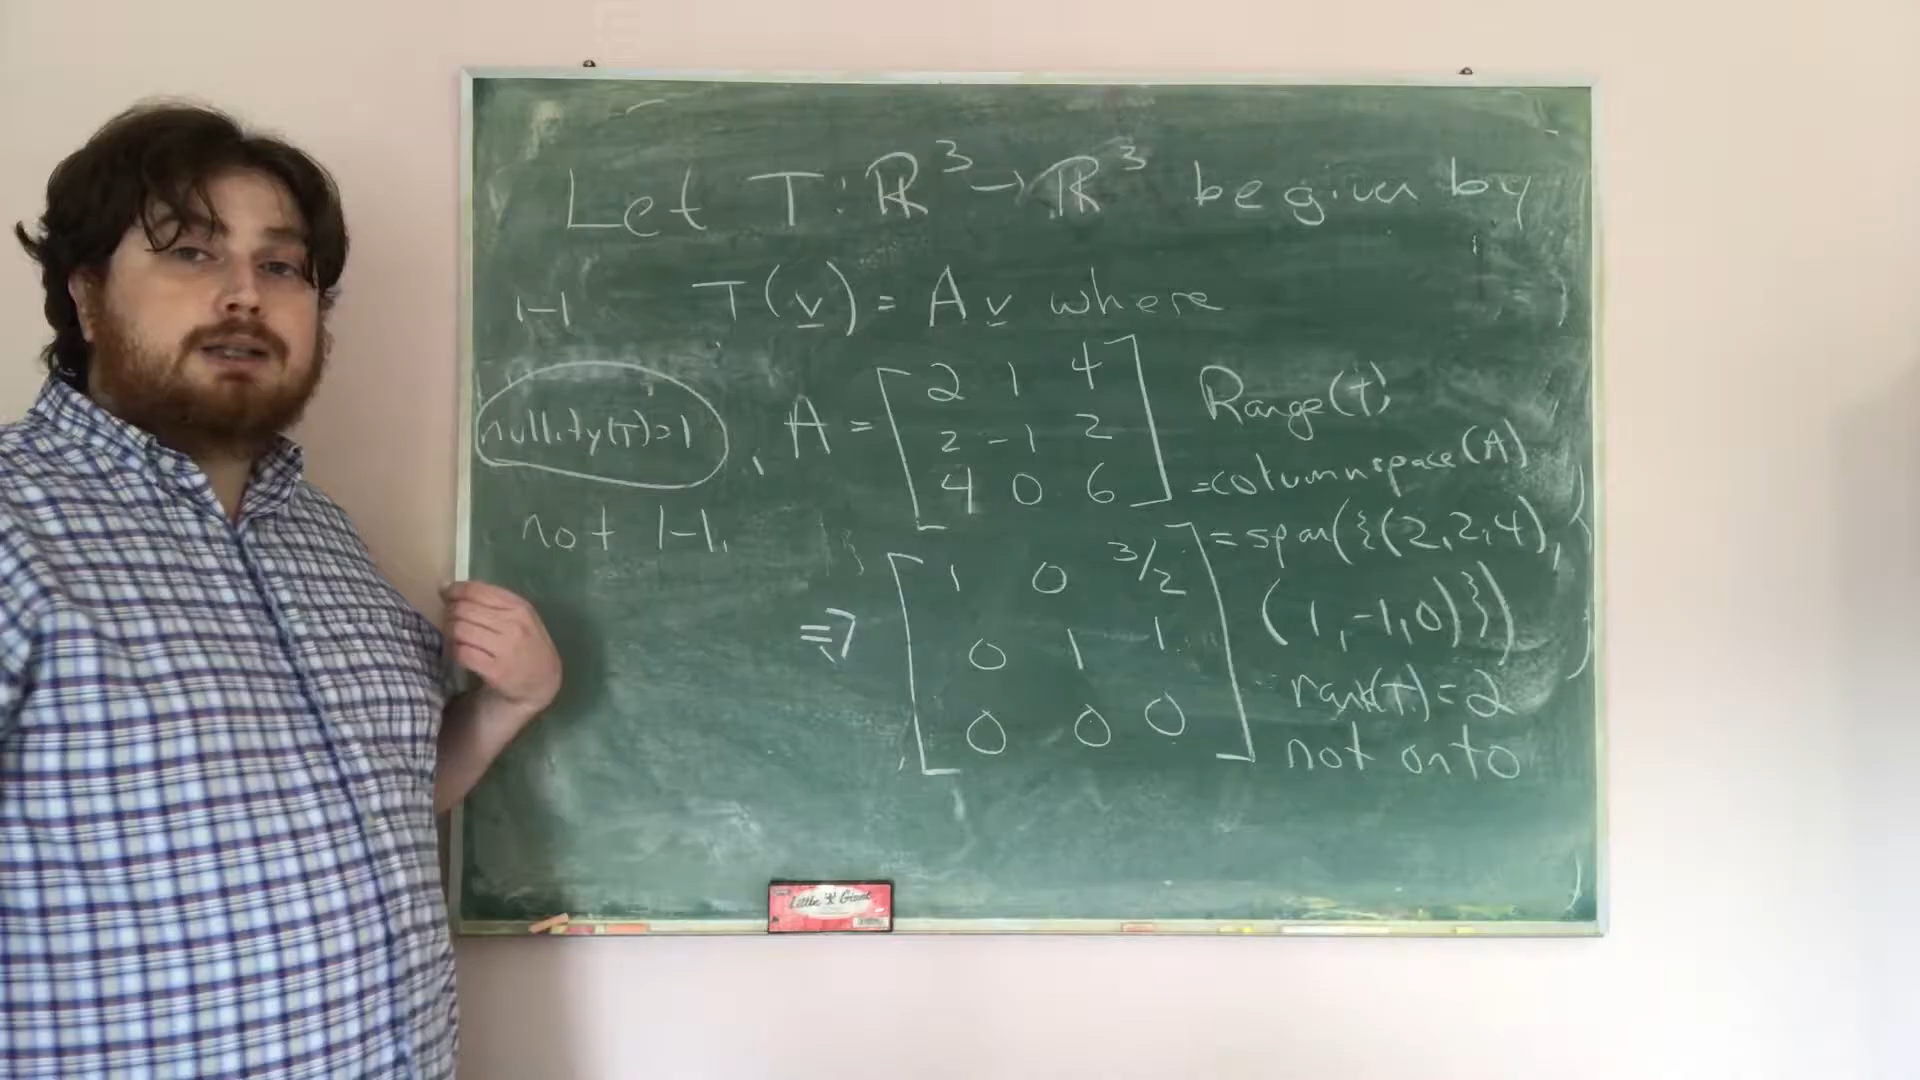 Let T: ℝ³ → ℝ³ be given by
T(v) = Av where
1-1
nullity(T)=1
not 1-1.
A = [2 1 4
2 -1 2
4 0 6]
⇒ [1 0 3/2
0 1 1
0 0 0]
Range(T)
=columnspace(A)
=span({(2,2,4),
(1,-1,0)})
rank(T)=2
not onto
Little Giant